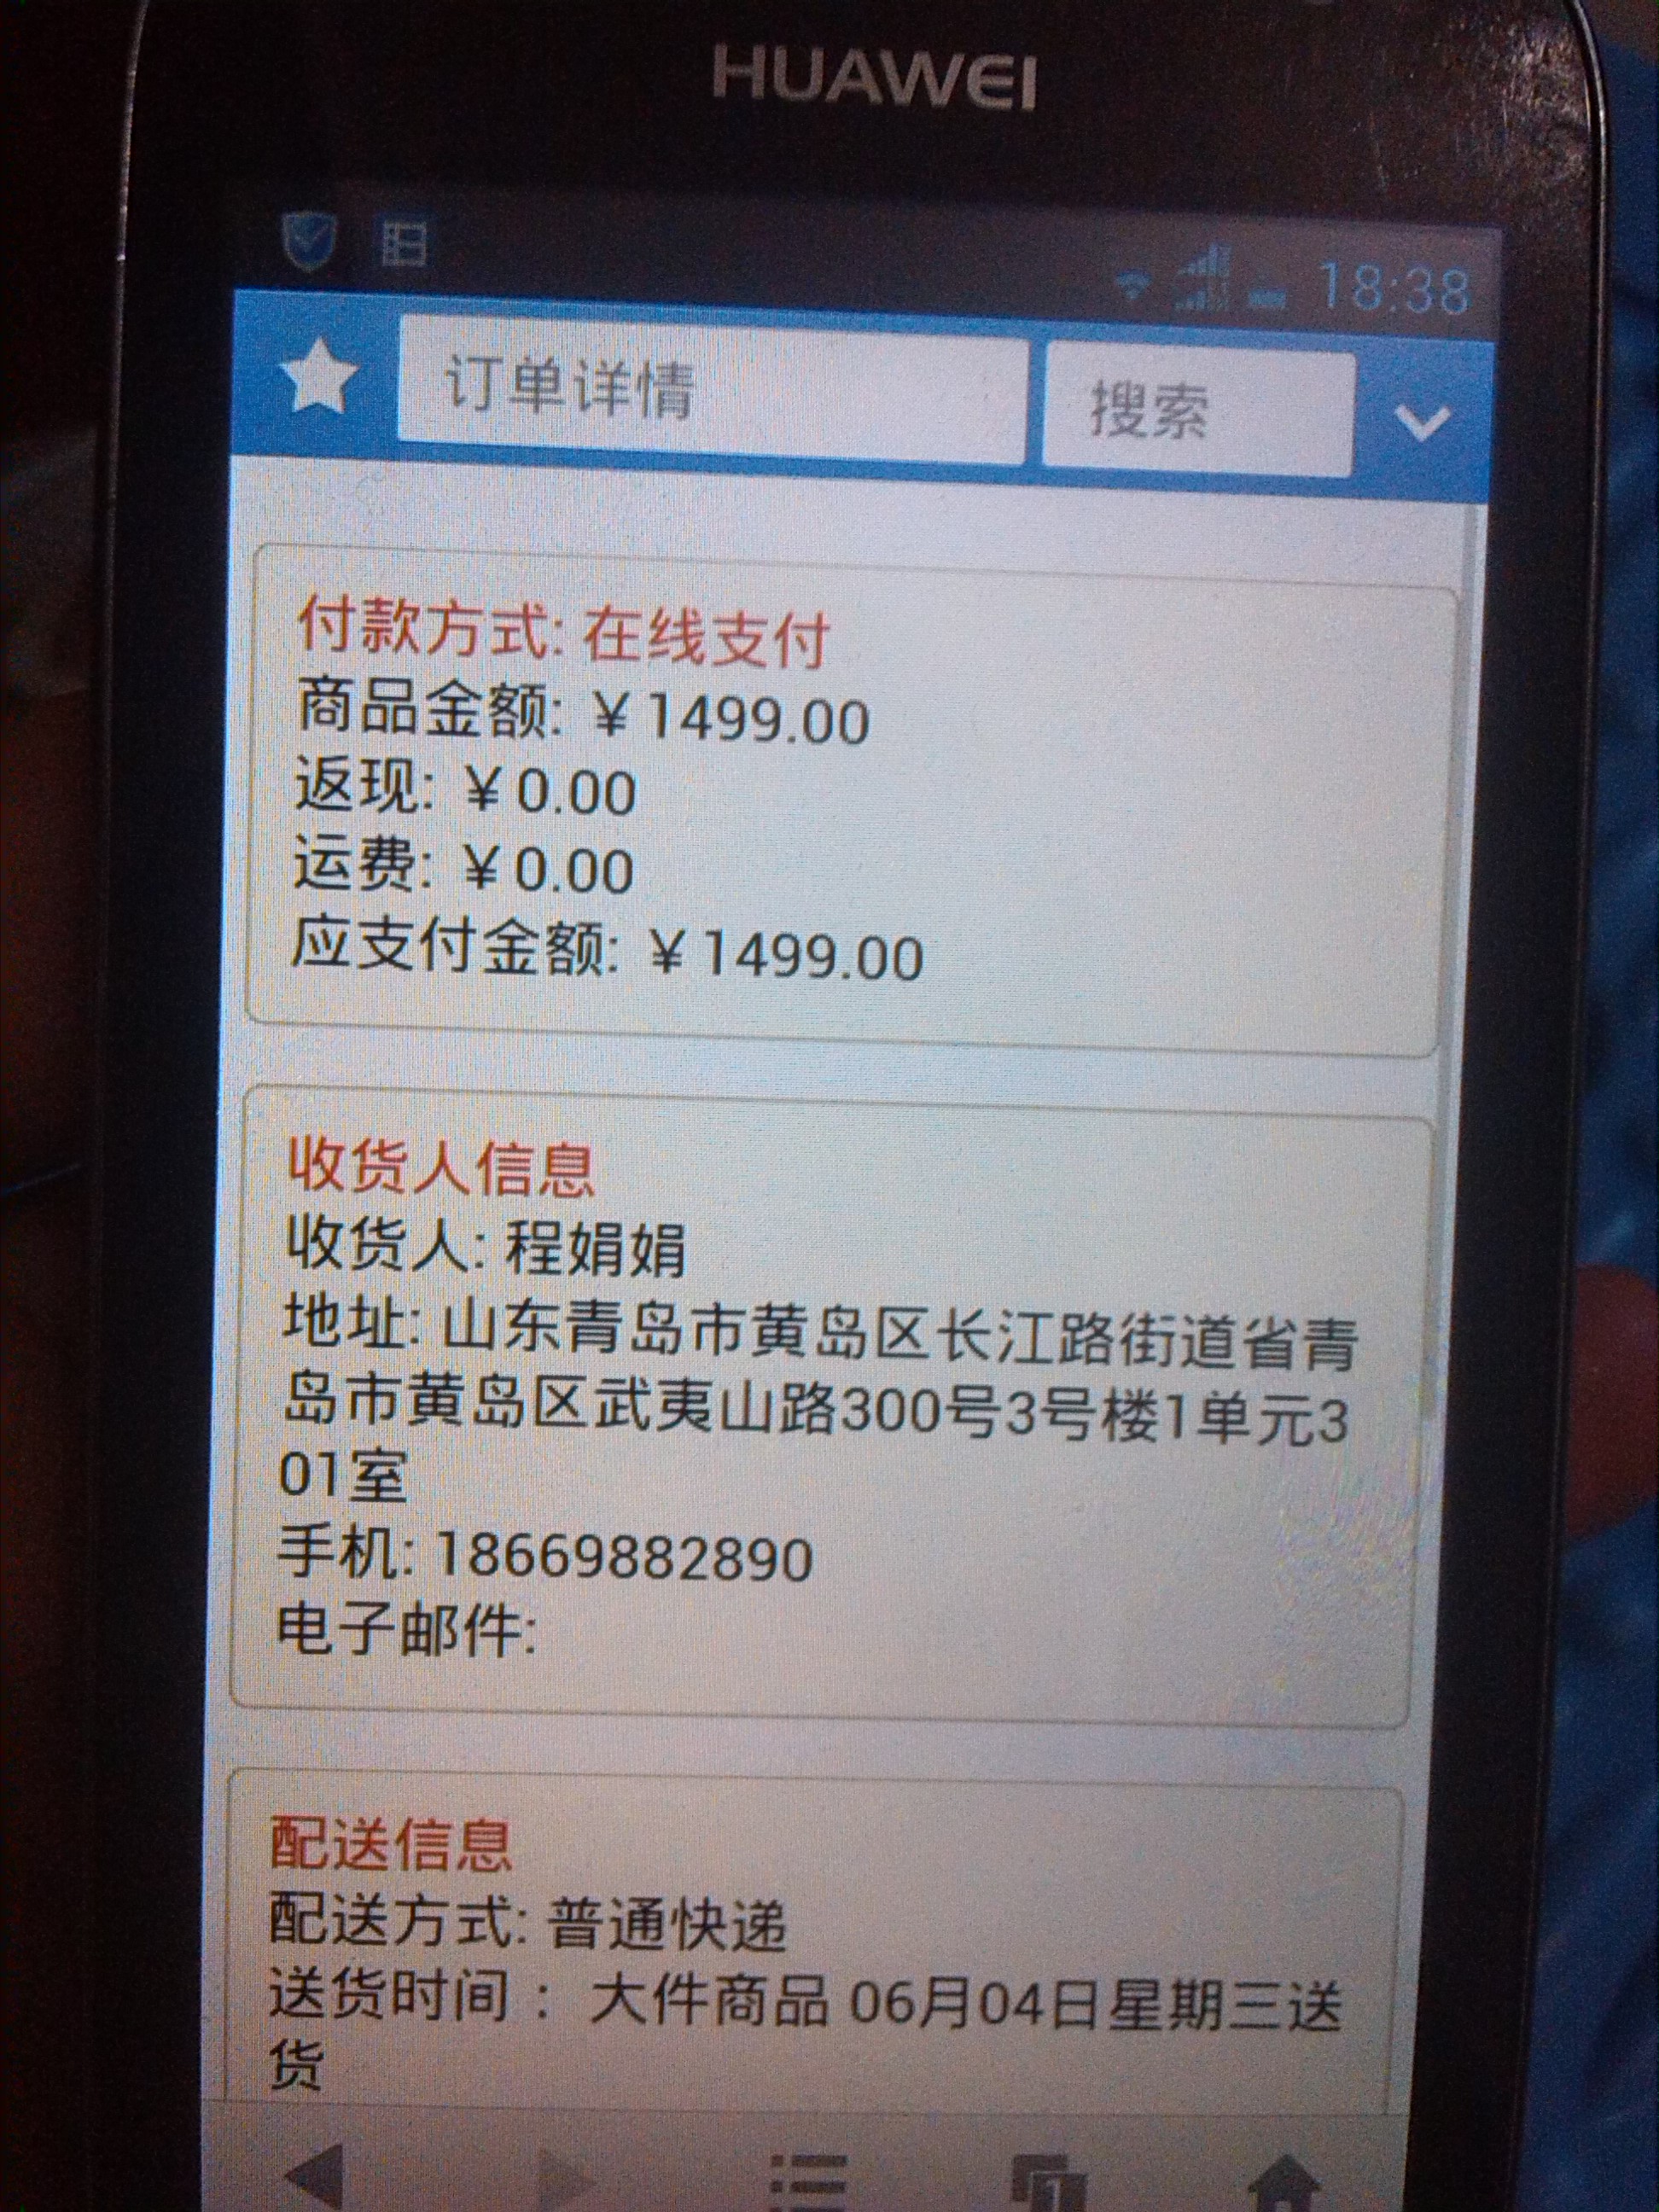 HUAWEI
18:38
订单详情
搜索
付款方式: 在线支付
商品金额: ￥1499.00
返现: ￥0.00
运费: ￥0.00
应支付金额: ￥1499.00
收货人信息
收货人: 程娟娟
地址: 山东青岛市黄岛区长江路街道省青
岛市黄岛区武夷山路300号3号楼1单元3
01室
手机: 18669882890
电子邮件:
配送信息
配送方式: 普通快递
送货时间： 大件商品 06月04日星期三送
货
1